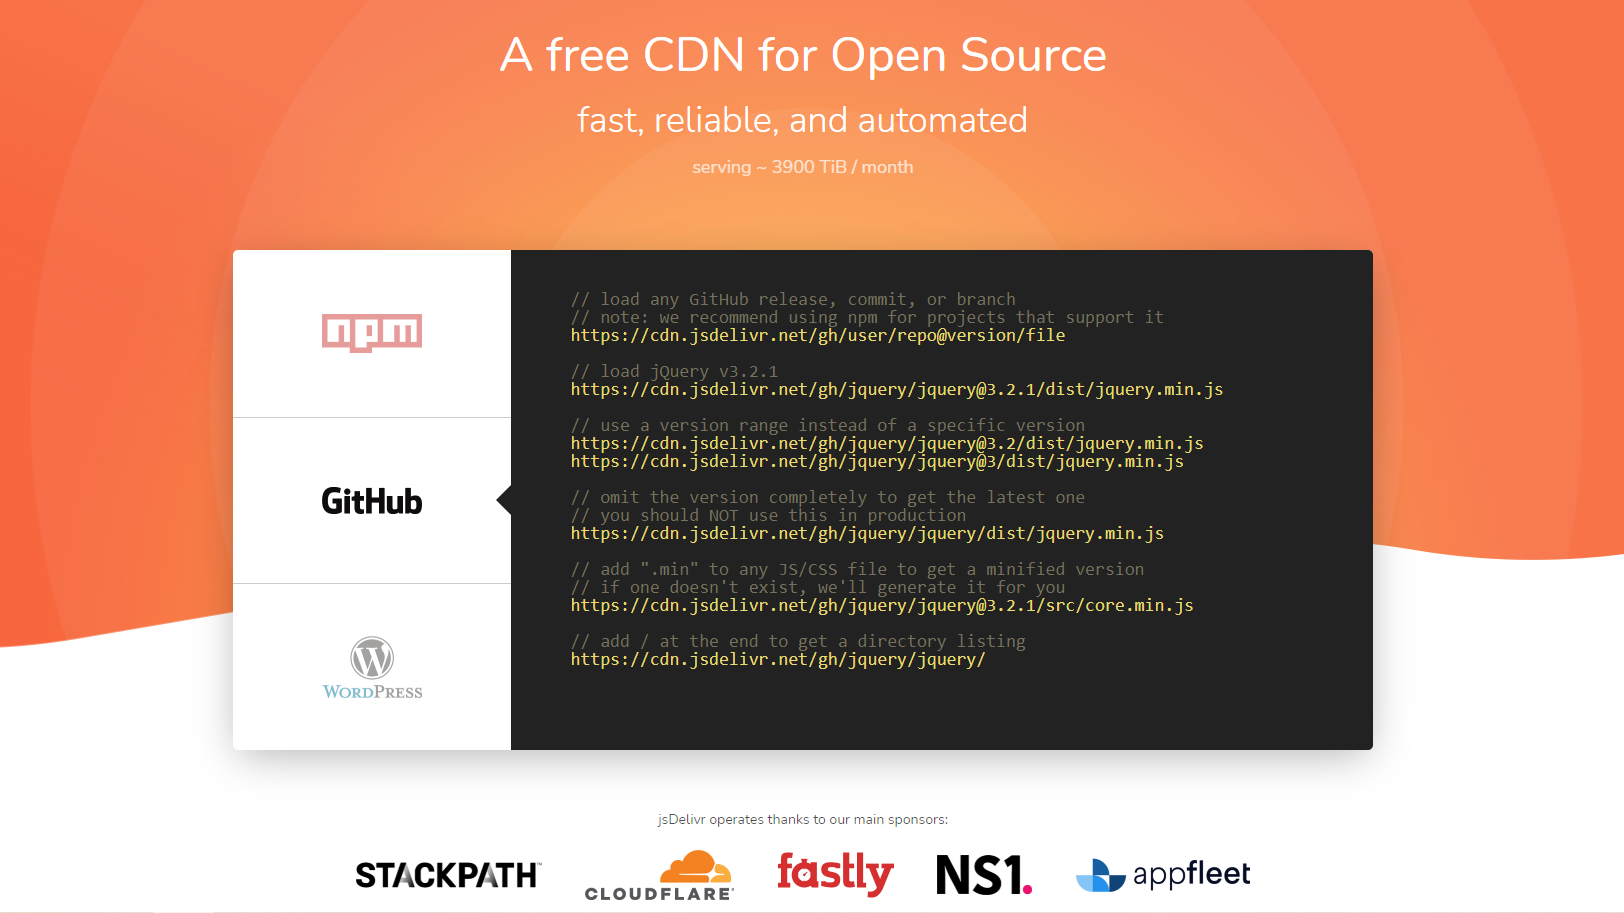 A free CDN for Open Source
fast, reliable, and automated
serving ~ 3900 TiB / month
npm
GitHub
WORDPRESS
// load any GitHub release, commit, or branch
// note: we recommend using npm for projects that support it
https://cdn.jsdelivr.net/gh/user/repo@version/file
// load jQuery v3.2.1
https://cdn.jsdelivr.net/gh/jquery/jquery@3.2.1/dist/jquery.min.js
// use a version range instead of a specific version
https://cdn.jsdelivr.net/gh/jquery/jquery@3.2/dist/jquery.min.js
https://cdn.jsdelivr.net/gh/jquery/jquery@3/dist/jquery.min.js
// omit the version completely to get the latest one
// you should NOT use this in production
https://cdn.jsdelivr.net/gh/jquery/jquery/dist/jquery.min.js
// add ".min" to any JS/CSS file to get a minified version
// if one doesn't exist, we'll generate it for you
https://cdn.jsdelivr.net/gh/jquery/jquery@3.2.1/src/core.min.js
// add / at the end to get a directory listing
https://cdn.jsdelivr.net/gh/jquery/jquery/
jsDelivr operates thanks to our main sponsors:
STACKPATH™ CLOUDFLARE fastly NS1. appfleet